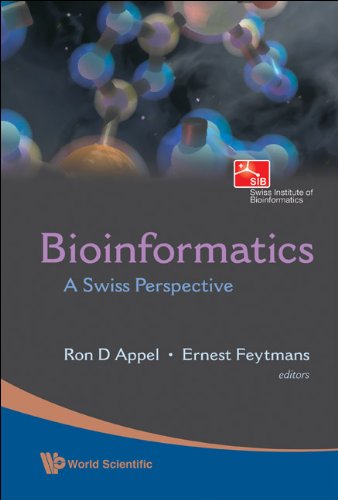 SIB
Swiss Institute of
Bioinformatics
Bioinformatics
A Swiss Perspective
Ron D Appel • Ernest Feytmans
editors
World Scientific